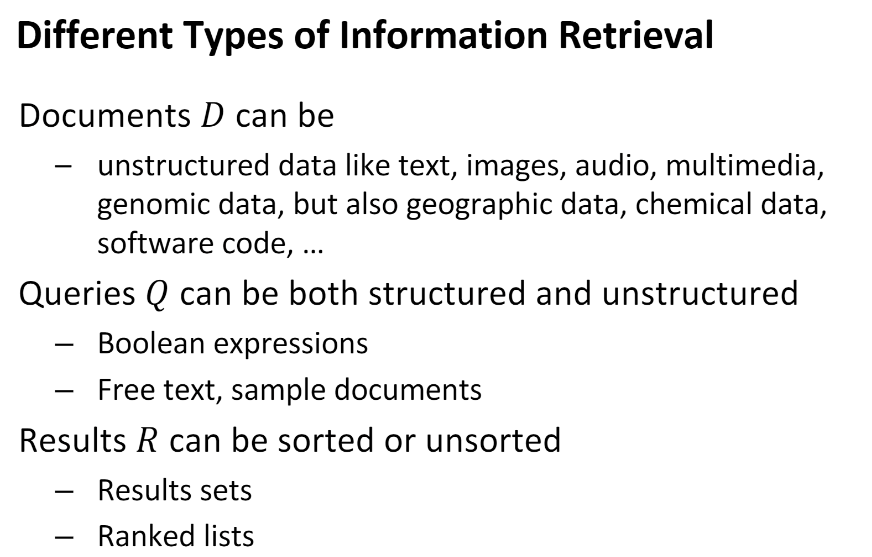 Different Types of Information Retrieval
Documents D can be
– unstructured data like text, images, audio, multimedia,
genomic data, but also geographic data, chemical data,
software code, ...
Queries Q can be both structured and unstructured
– Boolean expressions
– Free text, sample documents
Results R can be sorted or unsorted
– Results sets
– Ranked lists